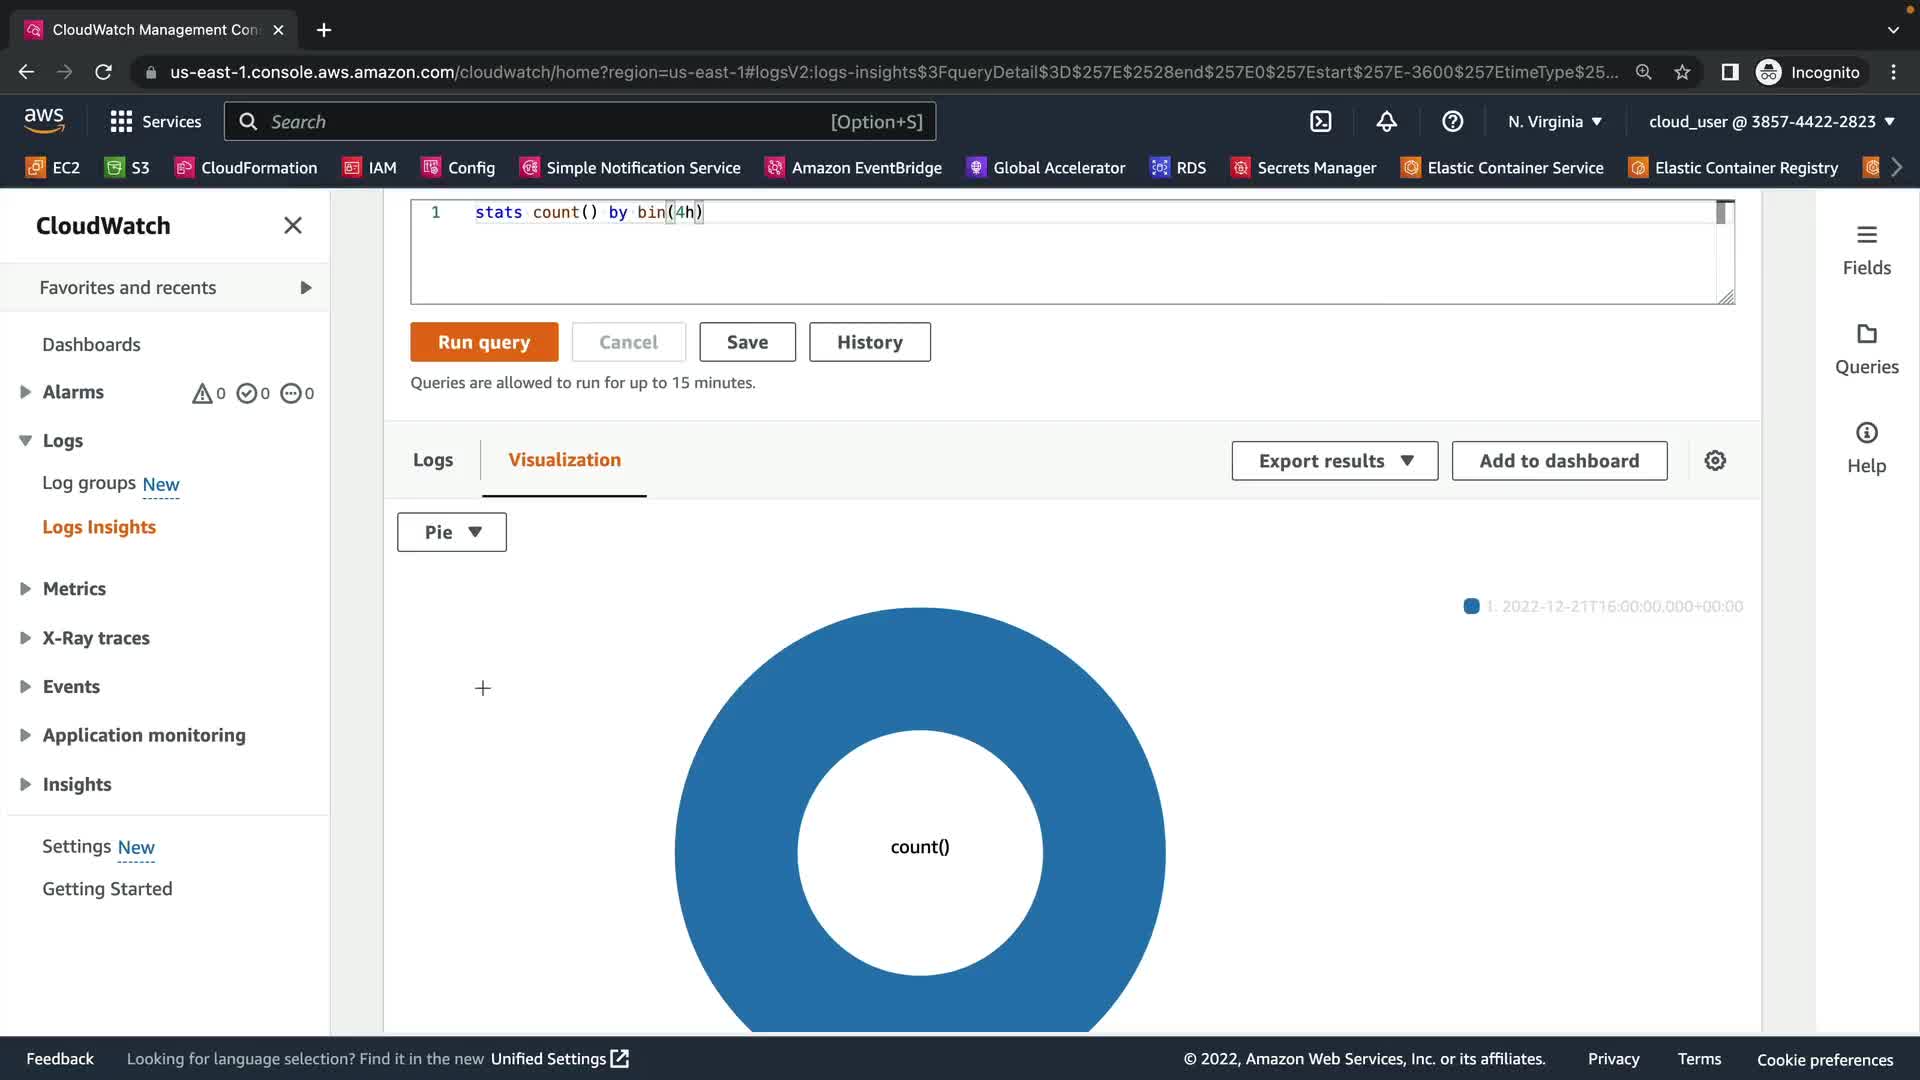 CloudWatch Management Con
us-east-1.console.aws.amazon.com/cloudwatch/home?region=us-east-1#logsV2:logs-insights$3FqueryDetail$3D$257E$2528end$257E0$257Estart$257E-3600$257EtimeType$25...
Incognito
aws
Services
Search
[Option+S]
N. Virginia
cloud_user @ 3857-4422-2823
EC2
S3
CloudFormation
IAM
Config
Simple Notification Service
Amazon EventBridge
Global Accelerator
RDS
Secrets Manager
Elastic Container Service
Elastic Container Registry
CloudWatch
Favorites and recents
Dashboards
Alarms 0 0 0
Logs
Log groups New
Logs Insights
Metrics
X-Ray traces
Events
Application monitoring
Insights
Settings New
Getting Started
1 stats count() by bin(4h)
Run query
Cancel
Save
History
Queries are allowed to run for up to 15 minutes.
Logs
Visualization
Export results
Add to dashboard
Pie
1. 2022-12-21T16:00:00.000+00:00
count()
Fields
Queries
Help
Feedback
Looking for language selection? Find it in the new Unified Settings
© 2022, Amazon Web Services, Inc. or its affiliates.
Privacy
Terms
Cookie preferences